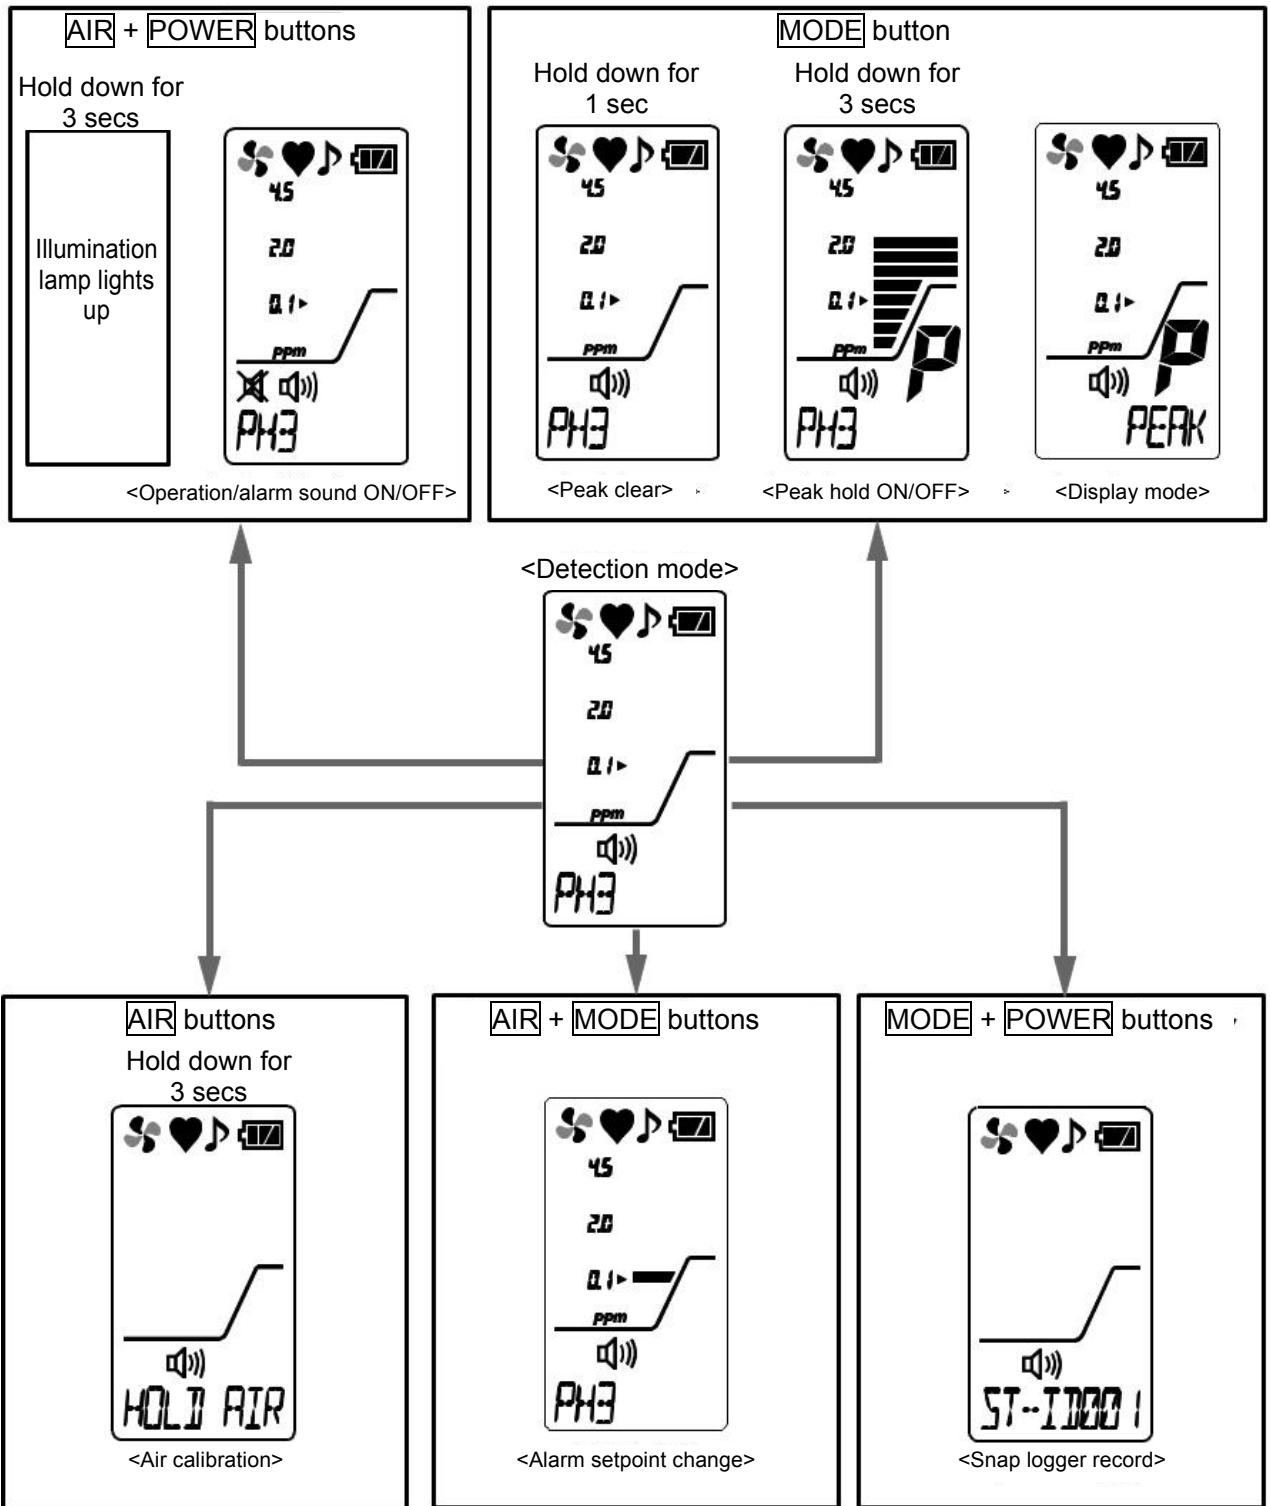 AIR + POWER buttons
Hold down for
3 secs
Illumination
lamp lights
up
4.5
2.0
0.1
ppm
PH3
<Operation/alarm sound ON/OFF>
MODE button
Hold down for
1 sec
4.5
2.0
0.1
ppm
PH3
<Peak clear>
Hold down for
3 secs
4.5
2.0
0.1
ppm
P
PH3
<Peak hold ON/OFF>
4.5
2.0
0.1
ppm
P
PEAK
<Display mode>
<Detection mode>
4.5
2.0
0.1
ppm
PH3
AIR buttons
Hold down for
3 secs
HOLD AIR
<Air calibration>
AIR + MODE buttons
4.5
2.0
0.1
ppm
PH3
<Alarm setpoint change>
MODE + POWER buttons
ST--ID001
<Snap logger record>